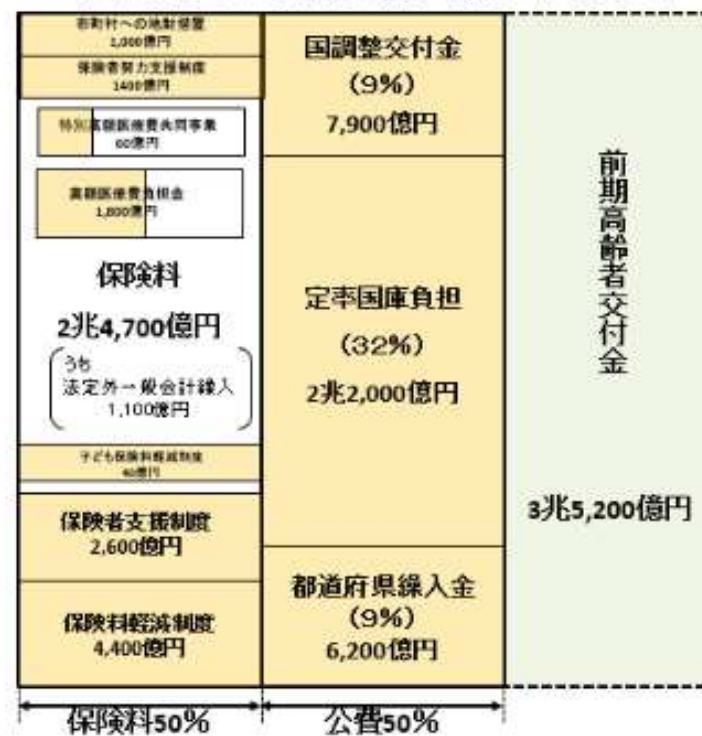 市町村への地財措置
1,000億円
保険者努力支援制度
1400億円
特別高額医療費共同事業
60億円
高額医療費負担金
1,800億円
保険料
2兆4,700億円
うち
法定外一般会計繰入
1,100億円
子ども保険料軽減制度
40億円
保険者支援制度
2,600億円
保険料軽減制度
4,400億円
保険料50%
国調整交付金
(9%)
7,900億円
定率国庫負担
(32%)
2兆2,000億円
都道府県繰入金
(9%)
6,200億円
公費50%
前期高齢者交付金
3兆5,200億円